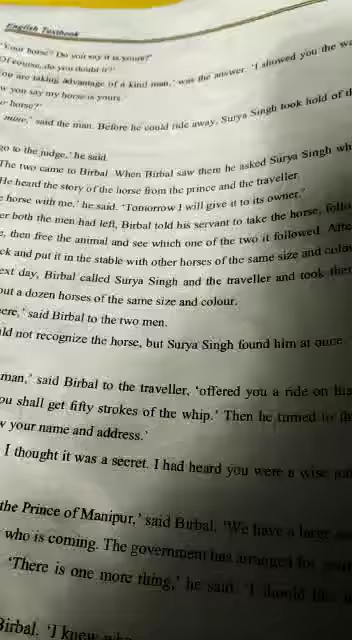 English Textbook
'Your horse? Do you say it is yours?'
Of course, do you doubt it?'
ou are taking advantage of a kind man,' was the answer. 'I showed you the wa
w you say my horse is yours.'
or horse?'
more,' said the man. Before he could ride away, Surya Singh took hold of th
go to the judge,' he said.
The two came to Birbal. When Birbal saw them he asked Surya Singh wh
He heard the story of the horse from the prince and the traveller.
e horse with me,' he said. 'Tomorrow I will give it to its owner.'
er both the men had left, Birbal told his servant to take the horse, follo
e, then free the animal and see which one of the two it followed. Afte
ck and put it in the stable with other horses of the same size and colou
ext day, Birbal called Surya Singh and the traveller and took them
out a dozen horses of the same size and colour.
ere,' said Birbal to the two men.
uld not recognize the horse, but Surya Singh found him at once.
man,' said Birbal to the traveller, 'offered you a ride on his
ou shall get fifty strokes of the whip.' Then he turned to th
w your name and address.'
I thought it was a secret. I had heard you were a wise
the Prince of Manipur,' said Birbal. 'We have a large
who is coming. The government has arranged for
'There is one more thing,' he said. 'I should like
Birbal. 'I knew